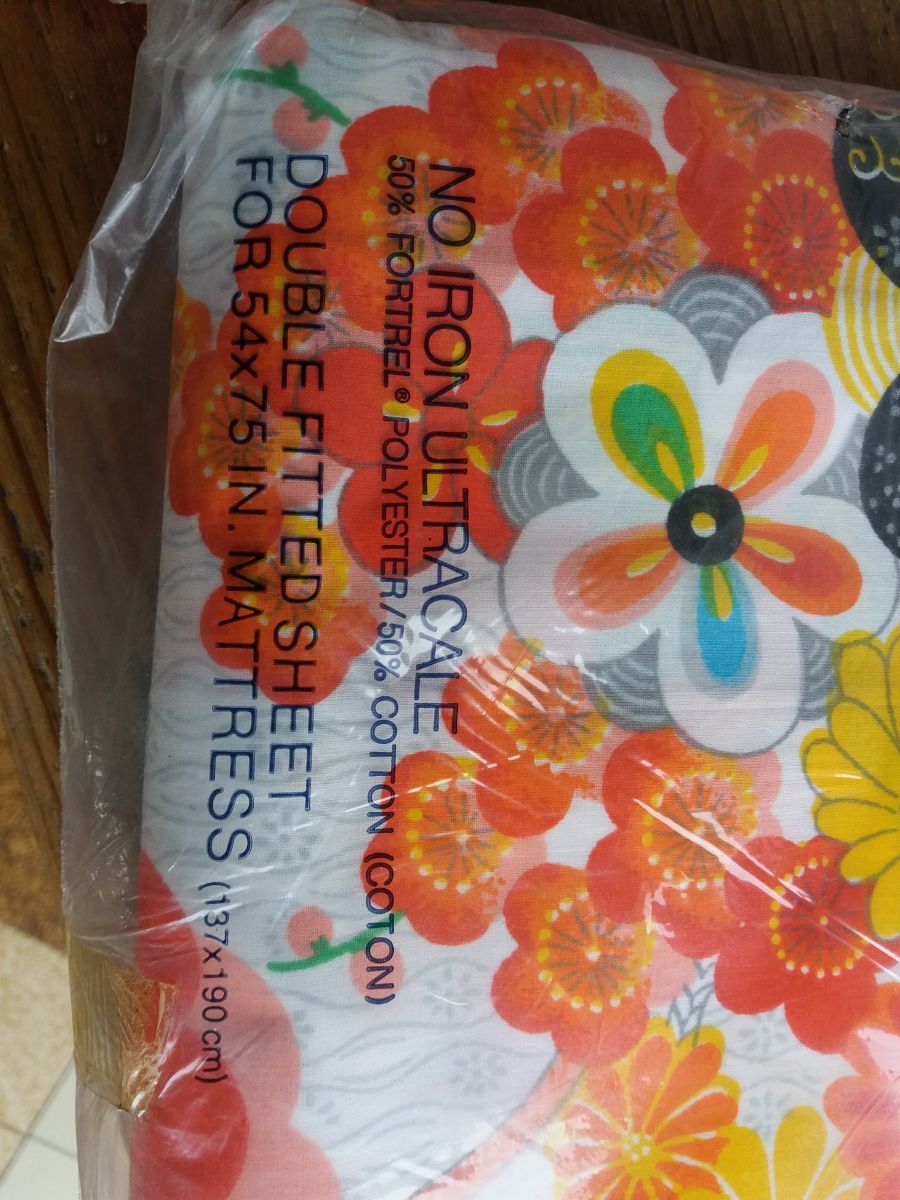 NO IRON ULTRACALE
50% FORTREL® POLYESTER/50% COTTON (COTON)
DOUBLE FITTED SHEET
FOR 54x75 IN. MATTRESS (137x190 cm)